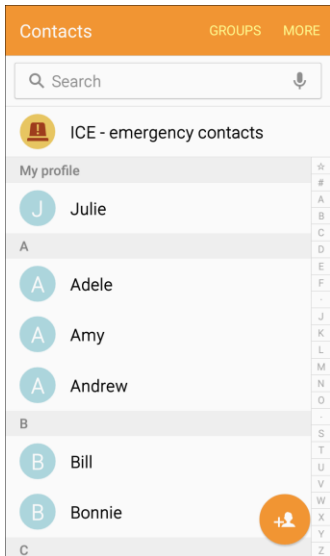 Contacts GROUPS MORE
Search
ICE - emergency contacts
My profile
J Julie
A
A Adele
A Amy
A Andrew
B
B Bill
B Bonnie
C
☆
#
A
B
C
D
E
F
·
J
K
L
M
N
O
·
S
T
U
V
W
X
Y
Z